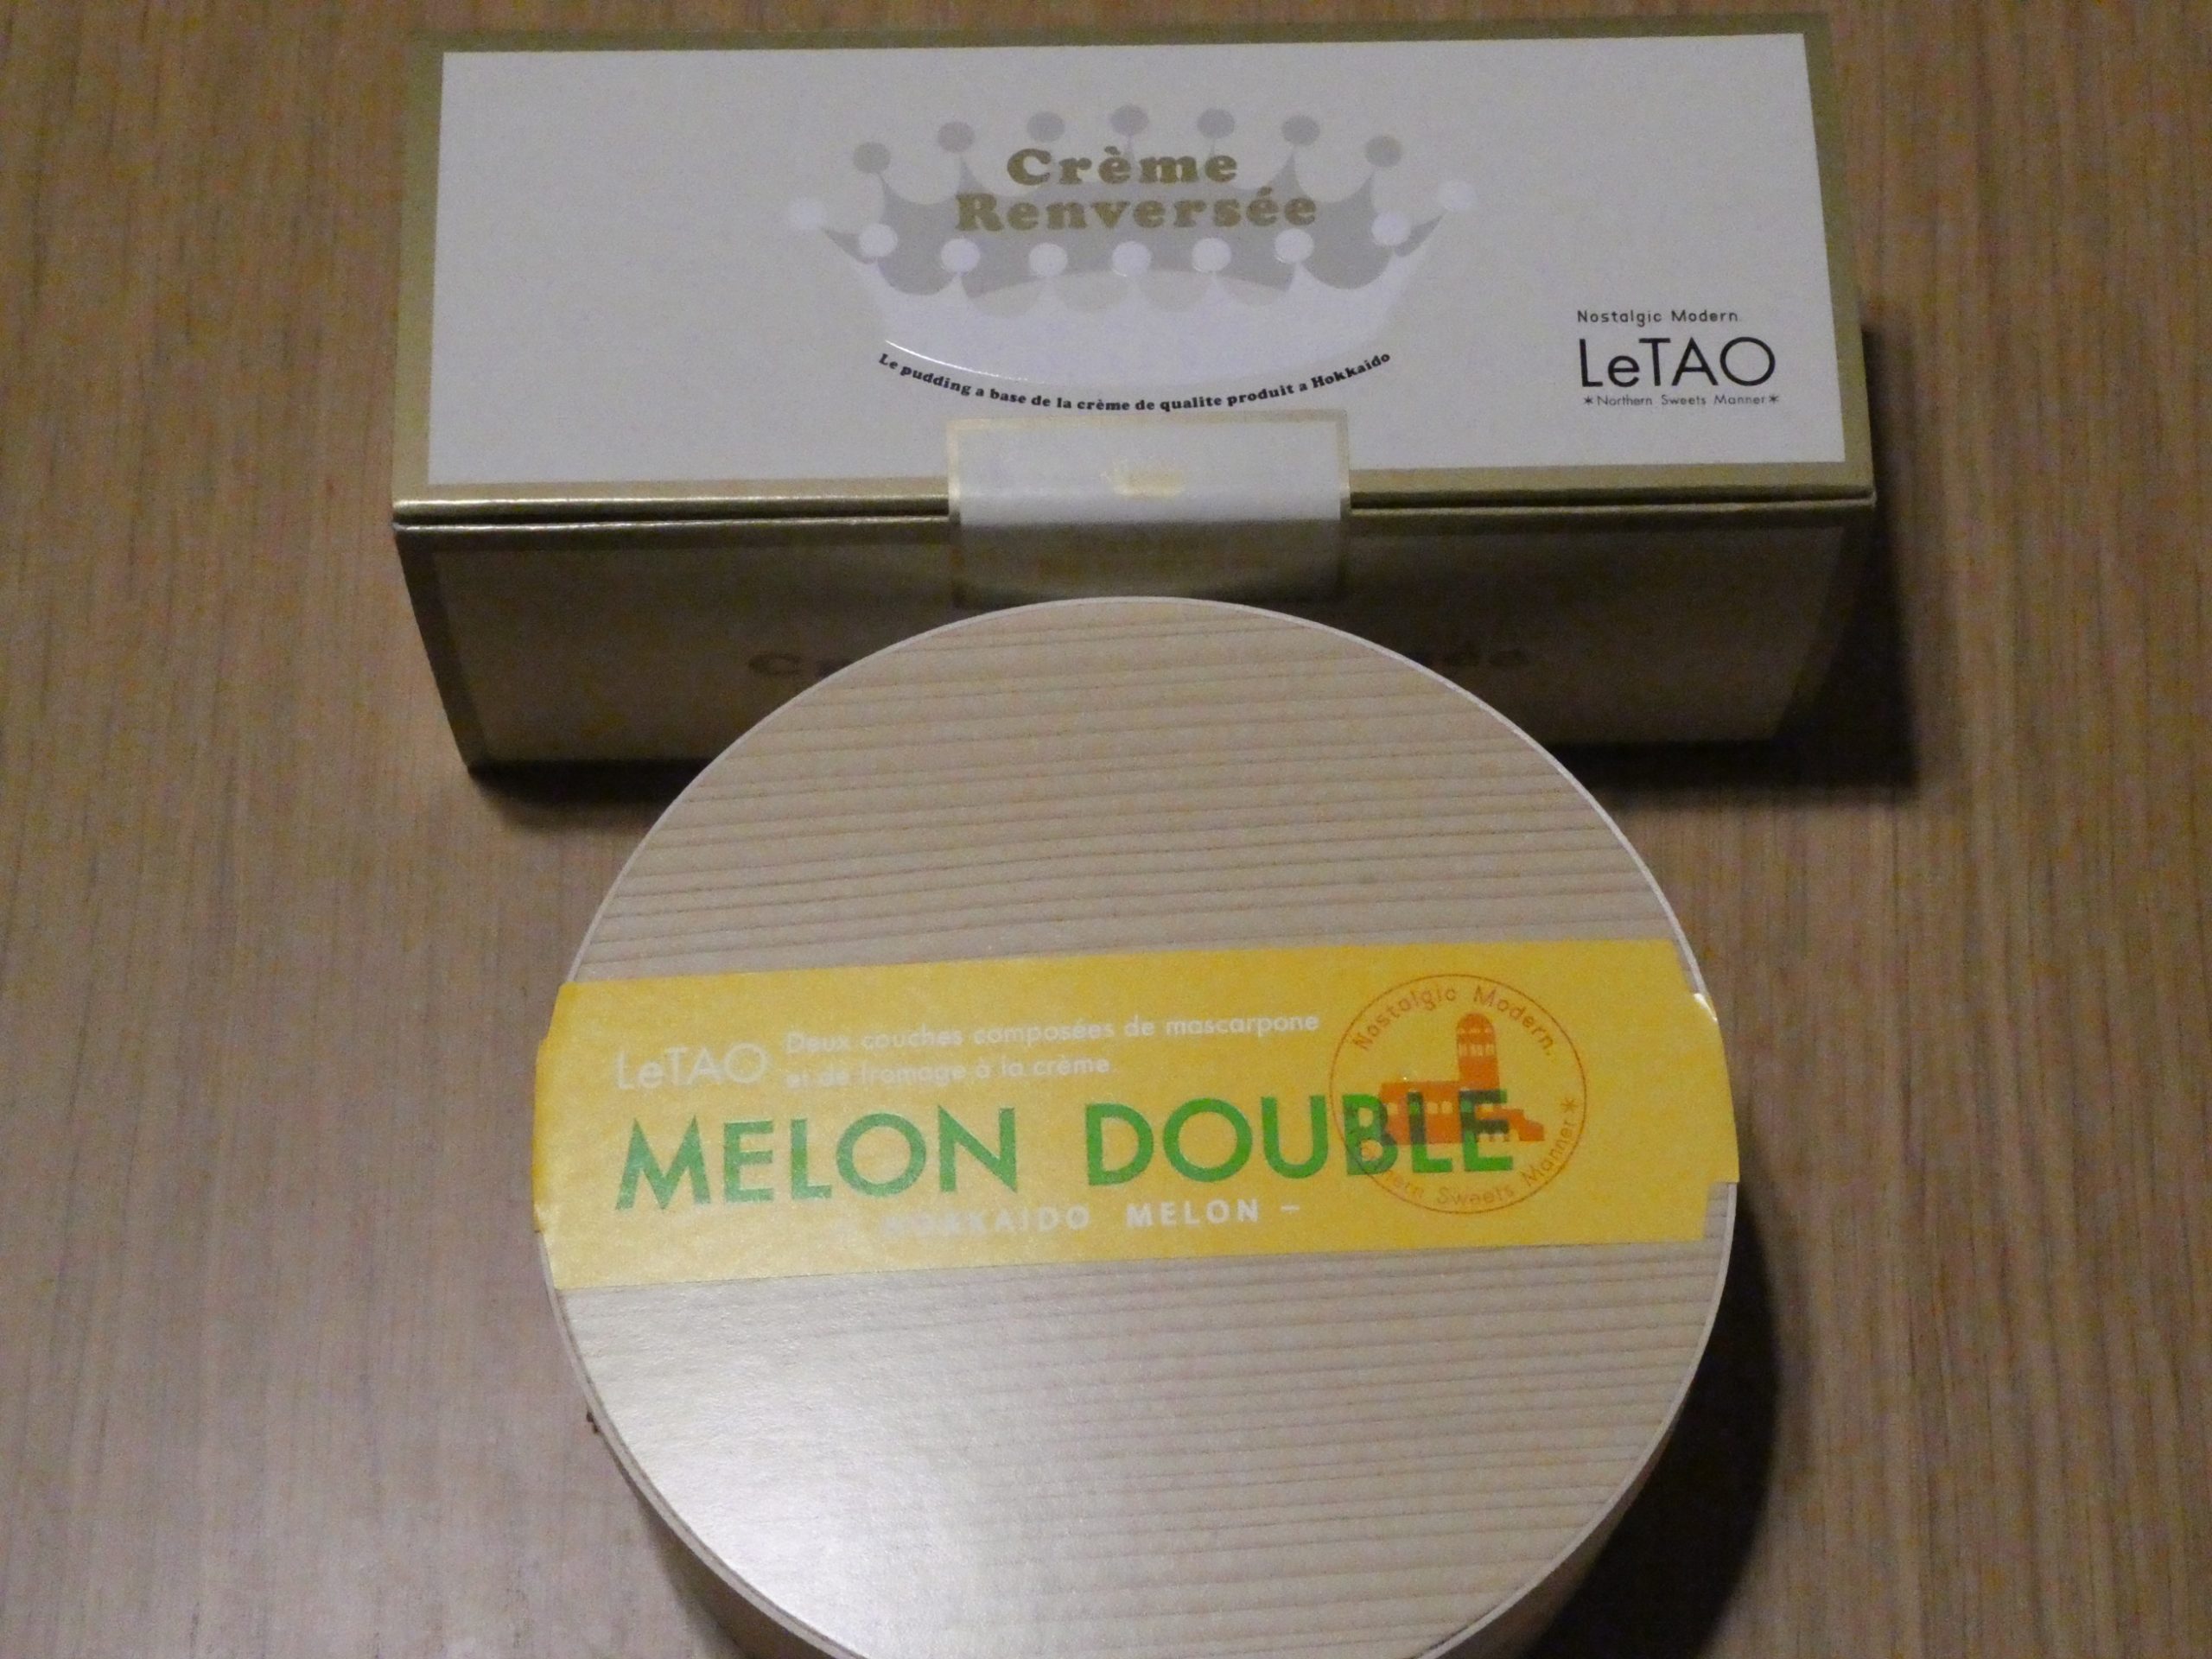 Crème
Renversée
Le pudding a base de la crème de qualite produit a Hokkaido
Nostalgic Modern.
LeTAO
*Northern Sweets Manner*
LeTAO
Deux couches composées de mascarpone
et de fromage à la crème.
MELON DOUBLE
- HOKKAIDO MELON -
Nostalgic Modern.
Northern Sweets Manner*